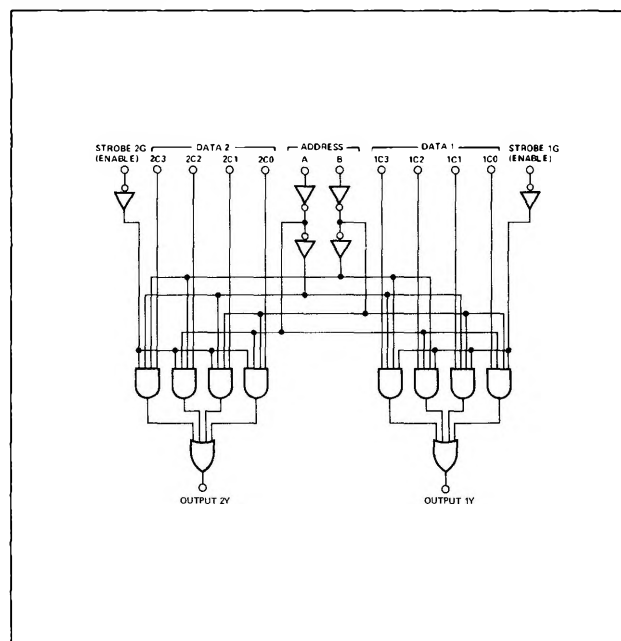 STROBE 2G DATA 2 ADDRESS DATA 1 STROBE 1G
(ENABLE) 2C3 2C2 2C1 2C0 A B 1C3 1C2 1C1 1C0 (ENABLE)
OUTPUT 2Y OUTPUT 1Y